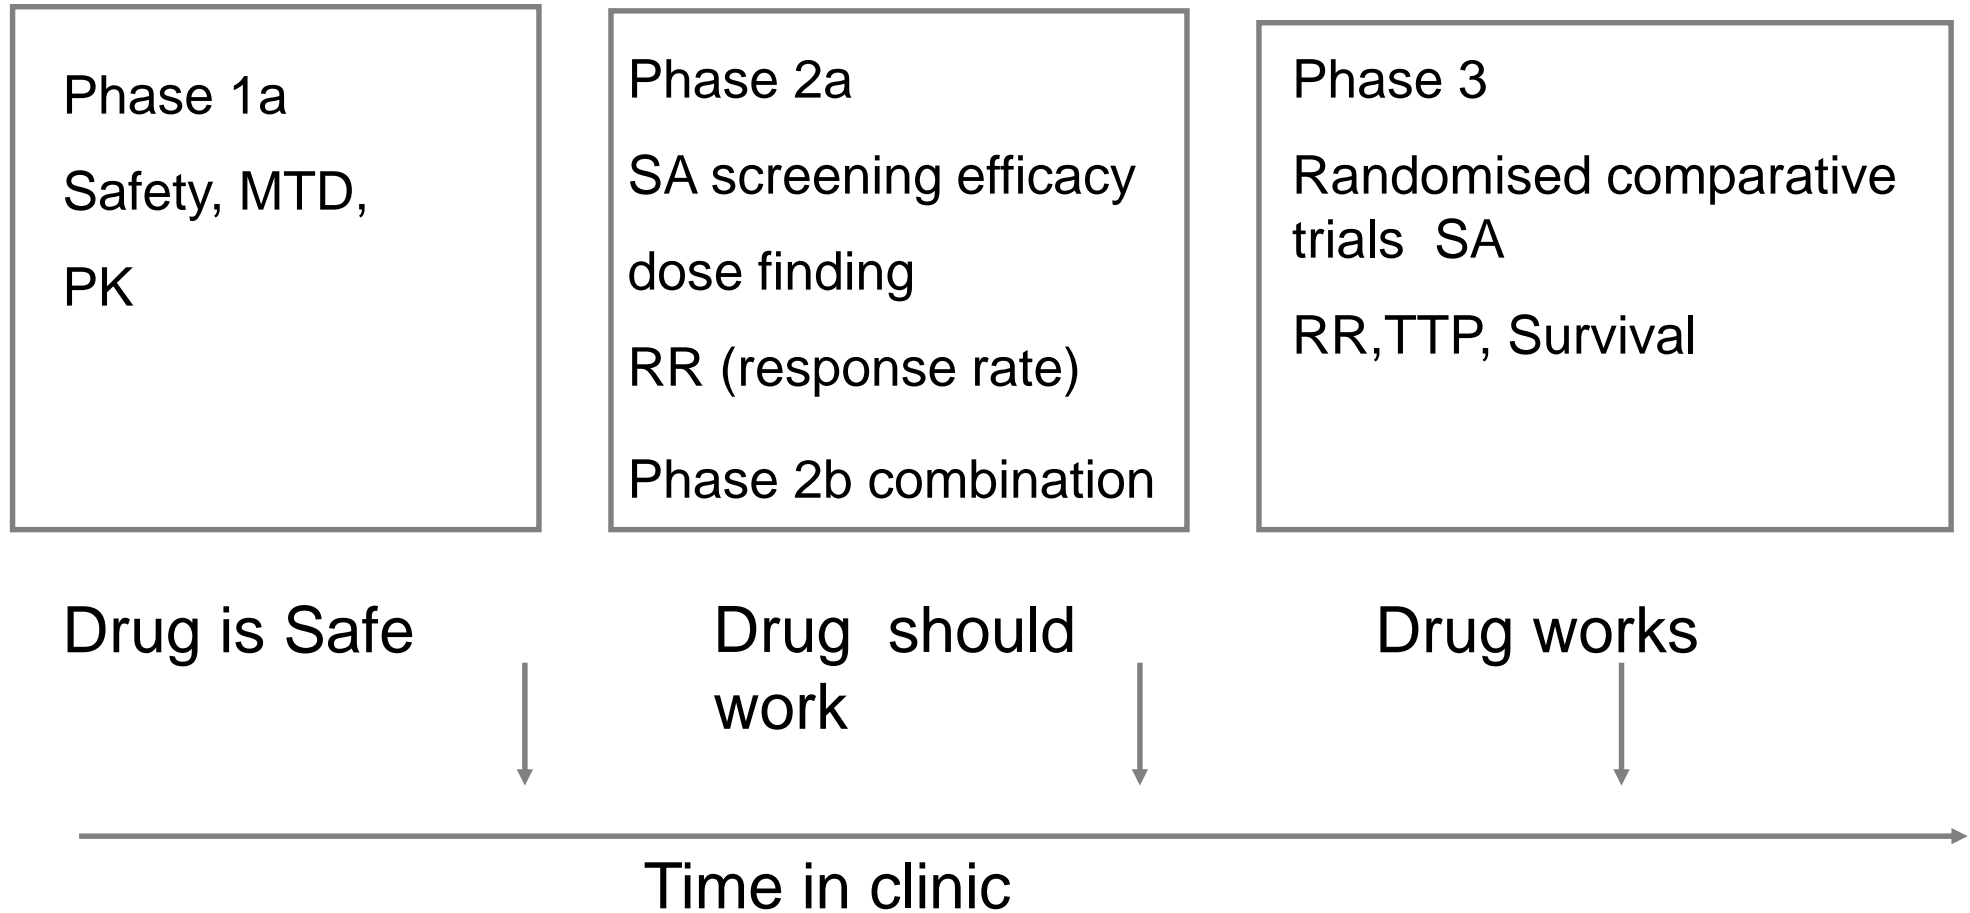 Phase 1a
Safety, MTD,
PK
Phase 2a
SA screening efficacy
dose finding
RR (response rate)
Phase 2b combination
Phase 3
Randomised comparative
trials  SA
RR,TTP, Survival
Drug is Safe
Drug  should
work
Drug works
Time in clinic